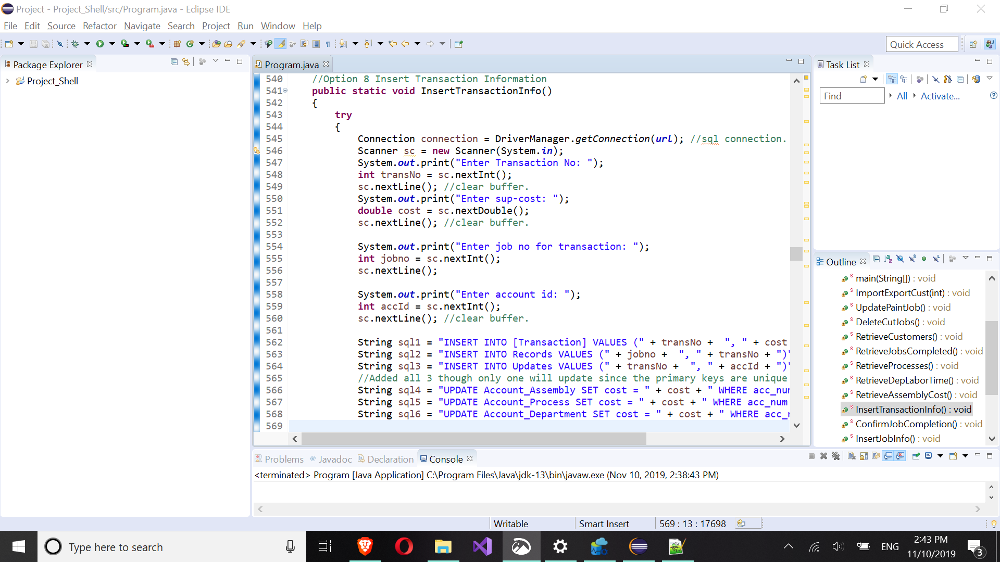 Project - Project_Shell/src/Program.java - Eclipse IDE
File Edit Source Refactor Navigate Search Project Run Window Help
Quick Access
Package Explorer
Project_Shell
Program.java
540 //Option 8 Insert Transaction Information
541 public static void InsertTransactionInfo()
542 {
543 try
544 {
545 Connection connection = DriverManager.getConnection(url); //sql connection.
546 Scanner sc = new Scanner(System.in);
547 System.out.print("Enter Transaction No: ");
548 int transNo = sc.nextInt();
549 sc.nextLine(); //clear buffer.
550 System.out.print("Enter sup-cost: ");
551 double cost = sc.nextDouble();
552 sc.nextLine(); //clear buffer.
553
554 System.out.print("Enter job no for transaction: ");
555 int jobno = sc.nextInt();
556 sc.nextLine();
557
558 System.out.print("Enter account id: ");
559 int accId = sc.nextInt();
560 sc.nextLine(); //clear buffer.
561
562 String sql1 = "INSERT INTO [Transaction] VALUES (" + transNo + ", " + cost
563 String sql2 = "INSERT INTO Records VALUES (" + jobno + ", " + transNo + ")"
564 String sql3 = "INSERT INTO Updates VALUES (" + transNo + ", " + accId + ")"
565 //Added all 3 though only one will update since the primary keys are unique
566 String sql4 = "UPDATE Account_Assembly SET cost = " + cost + " WHERE acc_nu
567 String sql5 = "UPDATE Account_Process SET cost = " + cost + " WHERE acc_num
568 String sql6 = "UPDATE Account_Department SET cost = " + cost + " WHERE acc_
569
Task List
Find All Activate...
Outline
main(String[]) : void
ImportExportCust(int) : void
UpdatePaintJob() : void
DeleteCutJobs() : void
RetrieveCustomers() : void
RetrieveJobsCompleted() : void
RetrieveProcesses() : void
RetrieveDepLaborTime() : void
RetrieveAssemblyCost() : void
InsertTransactionInfo() : void
ConfirmJobCompletion() : void
InsertJobInfo() : void
Problems Javadoc Declaration Console
<terminated> Program [Java Application] C:\Program Files\Java\jdk-13\bin\javaw.exe (Nov 10, 2019, 2:38:43 PM)
Writable Smart Insert 569 : 13 : 17698
Type here to search
ENG
2:43 PM
11/10/2019
3